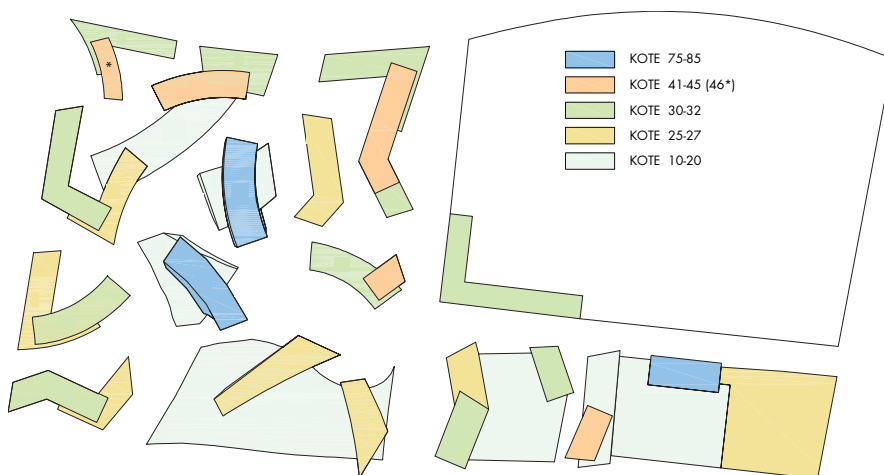 *
KOTE 75-85
KOTE 41-45 (46*)
KOTE 30-32
KOTE 25-27
KOTE 10-20